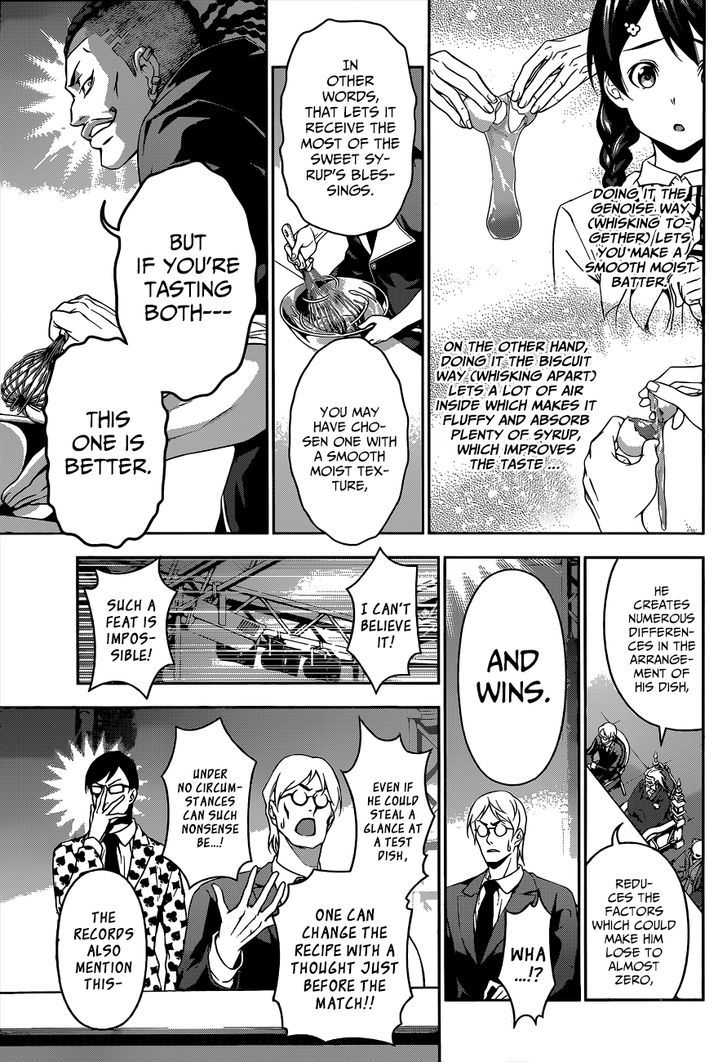 DOING IT THE
GENOISE WAY
(WHISKING TO-
GETHER) LETS
YOU MAKE A
SMOOTH MOIST
BATTER.
ON THE OTHER HAND,
DOING IT THE BISCUIT
WAY (WHISKING APART)
LETS A LOT OF AIR
INSIDE WHICH MAKES IT
FLUFFY AND ABSORB
PLENTY OF SYRUP,
WHICH IMPROVES
THE TASTE ...
IN
OTHER
WORDS,
THAT LETS IT
RECEIVE THE
MOST OF THE
SWEET SY-
RUP'S BLES-
SINGS.
YOU MAY
HAVE CHO-
SEN ONE WITH
A SMOOTH
MOIST TEX-
TURE,
BUT
IF YOU'RE
TASTING
BOTH---
THIS
ONE IS
BETTER.
HE
CREATES
NUMEROUS
DIFFEREN-
CES IN THE
ARRANGE-
MENT OF
HIS DISH,
REDU-
CES THE
FACTORS
WHICH COULD
MAKE HIM
LOSE TO
ALMOST
ZERO,
AND
WINS.
WHA
...!?
I CAN'T
BELIEVE
IT!
SUCH A
FEAT IS
IMPOS-
SIBLE!
EVEN IF
HE COULD
STEAL A
GLANCE AT
A TEST
DISH,
ONE CAN
CHANGE THE
RECIPE WITH A
THOUGHT JUST
BEFORE THE
MATCH!!
UNDER
NO CIRCUM-
STANCES
CAN SUCH
NONSENSE
BE...!
THE
RECORDS
ALSO
MENTION
THIS-